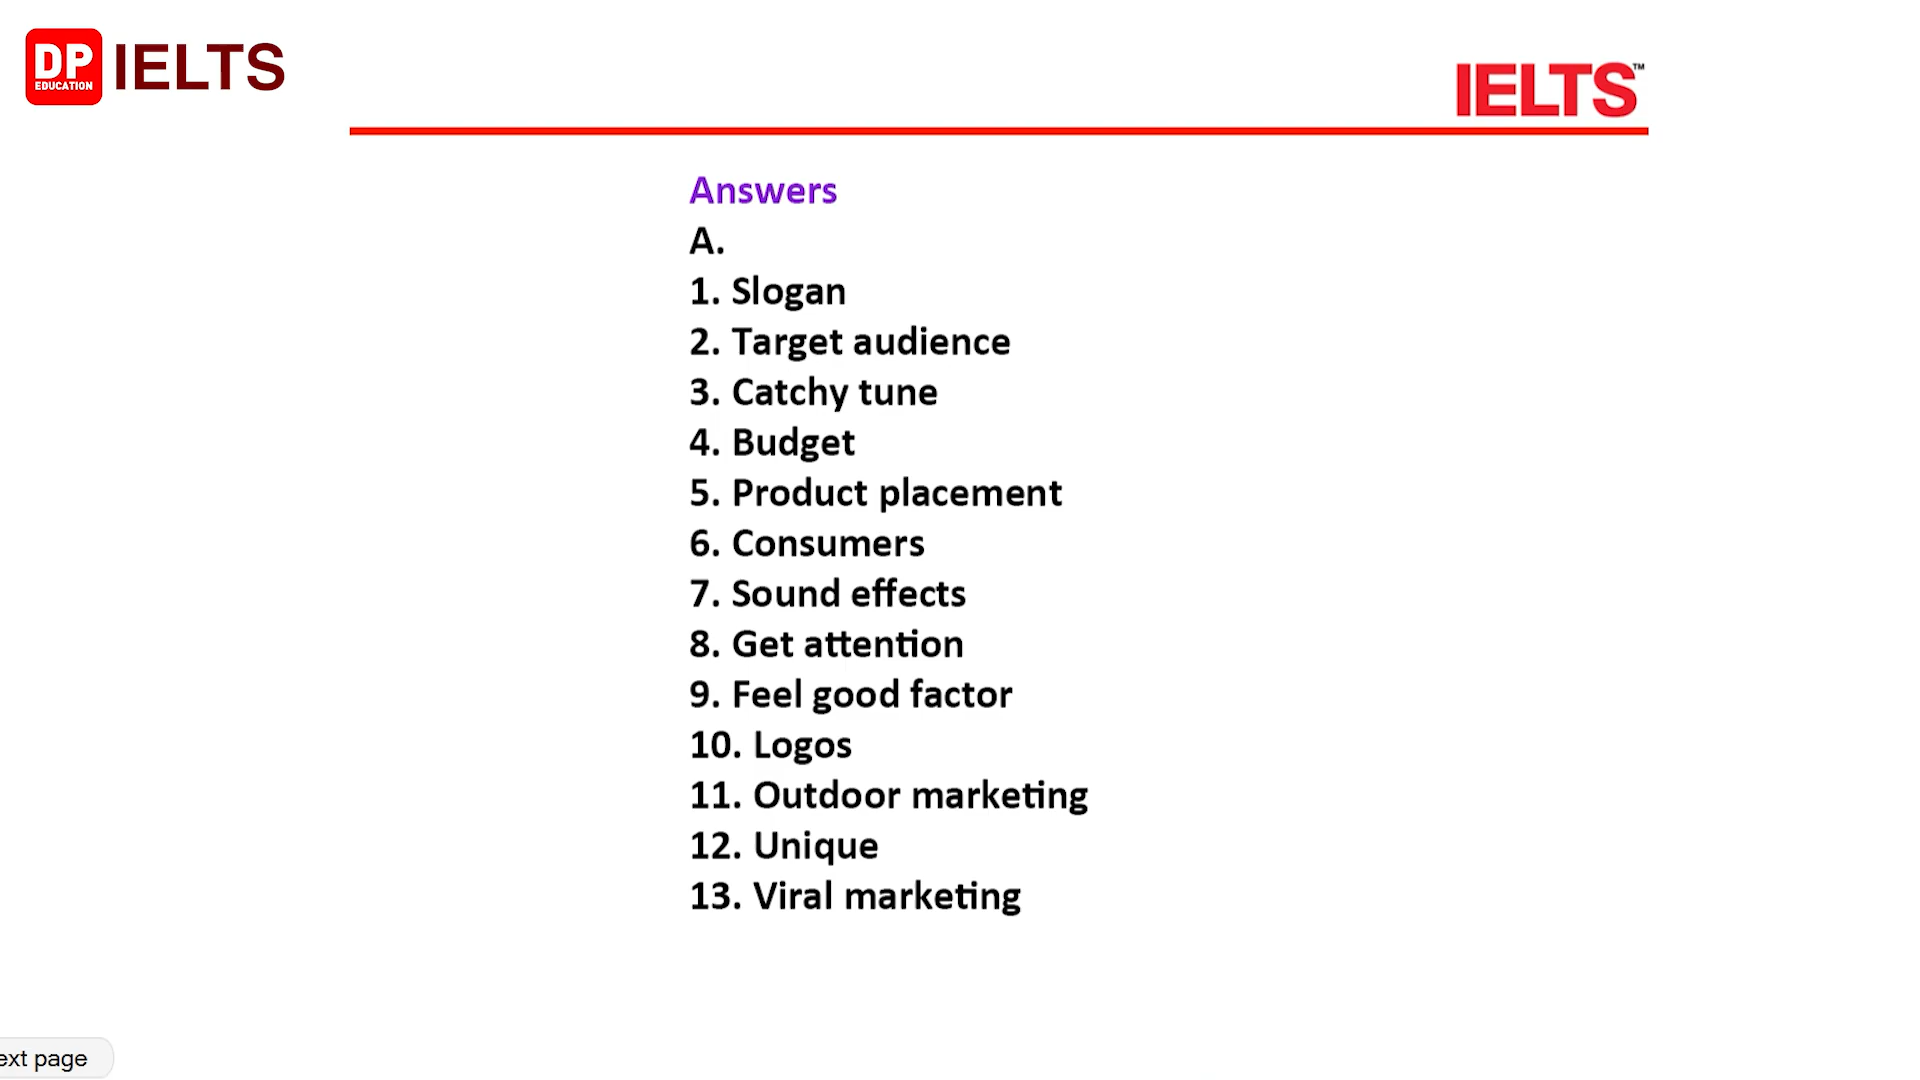 DP
EDUCATION
IELTS
IELTS™
Answers
A.
1. Slogan
2. Target audience
3. Catchy tune
4. Budget
5. Product placement
6. Consumers
7. Sound effects
8. Get attention
9. Feel good factor
10. Logos
11. Outdoor marketing
12. Unique
13. Viral marketing
ext page